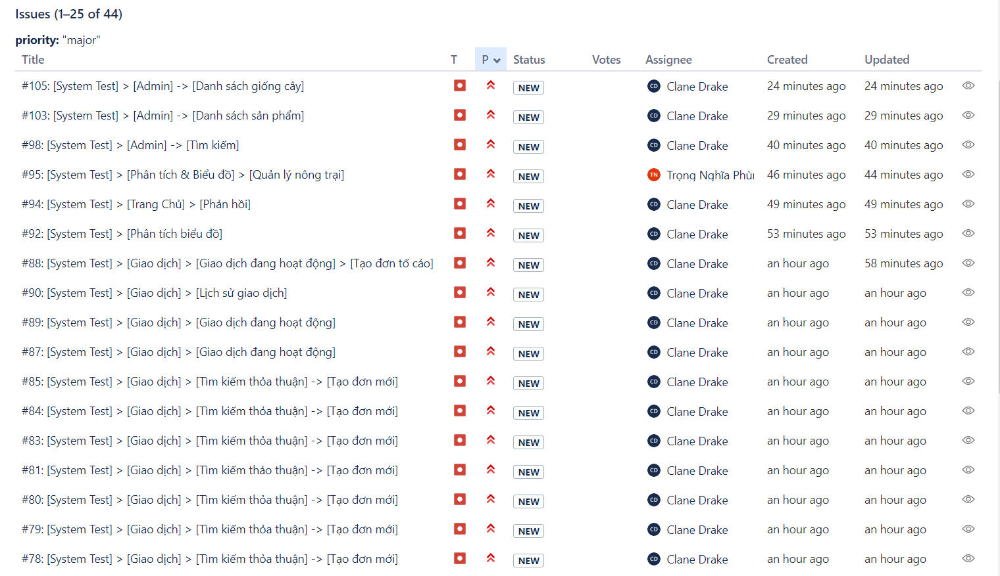 Issues (1–25 of 44)
priority: "major"
Title T P Status Votes Assignee Created Updated
#105: [System Test] > [Admin] -> [Danh sách giống cây] NEW CD Clane Drake 24 minutes ago 24 minutes ago
#103: [System Test] > [Admin] -> [Danh sách sản phẩm] NEW CD Clane Drake 29 minutes ago 29 minutes ago
#98: [System Test] > [Admin] -> [Tìm kiếm] NEW CD Clane Drake 40 minutes ago 40 minutes ago
#95: [System Test] > [Phân tích & Biểu đồ] > [Quản lý nông trại] NEW TN Trọng Nghĩa Phùn 46 minutes ago 44 minutes ago
#94: [System Test] > [Trang Chủ] > [Phản hồi] NEW CD Clane Drake 49 minutes ago 49 minutes ago
#92: [System Test] > [Phân tích biểu đồ] NEW CD Clane Drake 53 minutes ago 53 minutes ago
#88: [System Test] > [Giao dịch] > [Giao dịch đang hoạt động] > [Tạo đơn tố cáo] NEW CD Clane Drake an hour ago 58 minutes ago
#90: [System Test] > [Giao dịch] > [Lịch sử giao dịch] NEW CD Clane Drake an hour ago an hour ago
#89: [System Test] > [Giao dịch] > [Giao dịch đang hoạt động] NEW CD Clane Drake an hour ago an hour ago
#87: [System Test] > [Giao dịch] > [Giao dịch đang hoạt động] NEW CD Clane Drake an hour ago an hour ago
#85: [System Test] > [Giao dịch] > [Tìm kiếm thỏa thuận] -> [Tạo đơn mới] NEW CD Clane Drake an hour ago an hour ago
#84: [System Test] > [Giao dịch] > [Tìm kiếm thỏa thuận] -> [Tạo đơn mới] NEW CD Clane Drake an hour ago an hour ago
#83: [System Test] > [Giao dịch] > [Tìm kiếm thỏa thuận] -> [Tạo đơn mới] NEW CD Clane Drake an hour ago an hour ago
#81: [System Test] > [Giao dịch] > [Tìm kiếm thảo thuận] -> [Tạo đơn mới] NEW CD Clane Drake an hour ago an hour ago
#80: [System Test] > [Giao dịch] > [Tìm kiếm thỏa thuận] -> [Tạo đơn mới] NEW CD Clane Drake an hour ago an hour ago
#79: [System Test] > [Giao dịch] > [Tìm kiếm thỏa thuận] -> [Tạo đơn mới] NEW CD Clane Drake an hour ago an hour ago
#78: [System Test] > [Giao dịch] > [Tìm kiếm thỏa thuận] -> [Tạo đơn mới] NEW CD Clane Drake an hour ago an hour ago